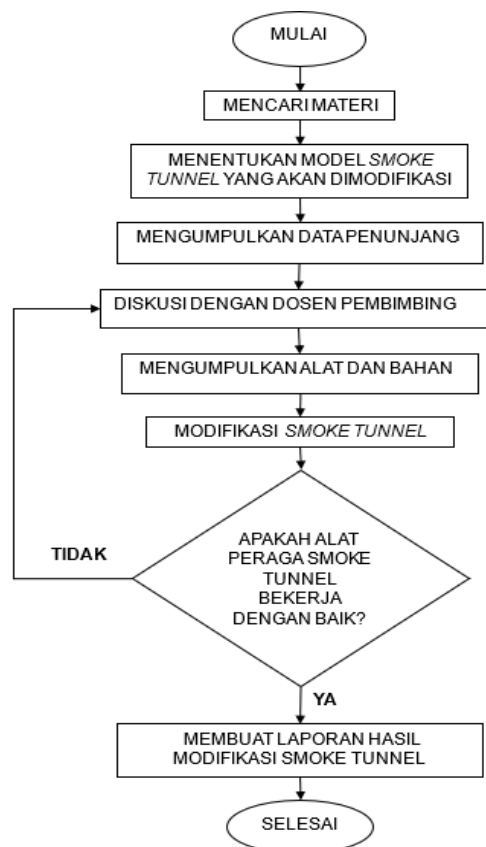 MULAI
MENCARI MATERI
MENENTUKAN MODEL SMOKE
TUNNEL YANG AKAN DIMODIFIKASI
MENGUMPULKAN DATA PENUNJANG
DISKUSI DENGAN DOSEN PEMBIMBING
MENGUMPULKAN ALAT DAN BAHAN
MODIFIKASI SMOKE TUNNEL
APAKAH ALAT
PERAGA SMOKE
TUNNEL
BEKERJA
DENGAN BAIK?
TIDAK
YA
MEMBUAT LAPORAN HASIL
MODIFIKASI SMOKE TUNNEL
SELESAI